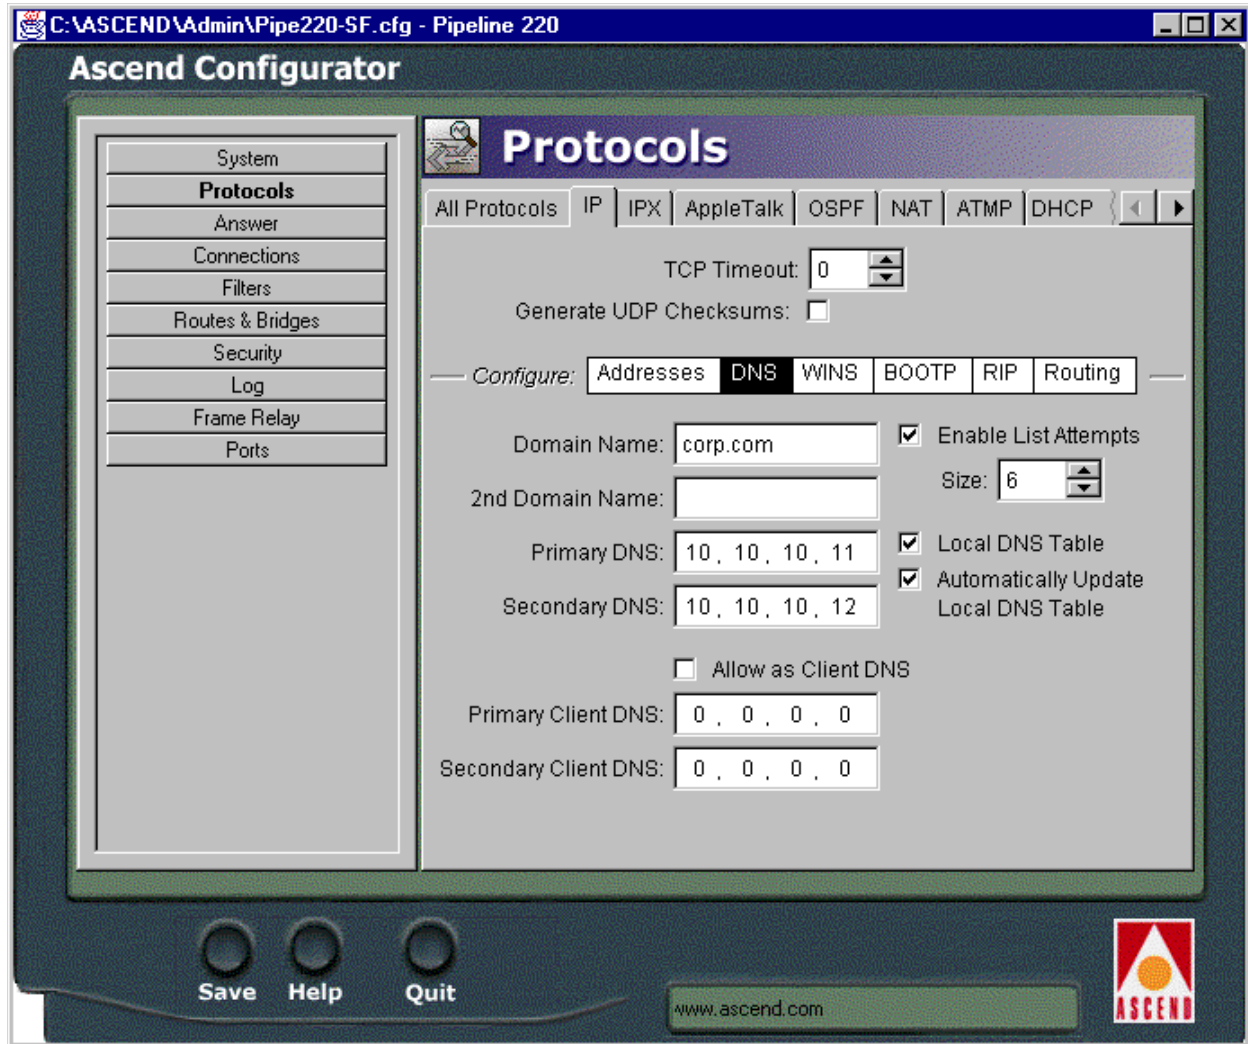 C:\ASCEND\Admin\Pipe220-SF.cfg - Pipeline 220
Ascend Configurator
System
Protocols
Answer
Connections
Filters
Routes & Bridges
Security
Log
Frame Relay
Ports
Protocols
All Protocols IP IPX AppleTalk OSPF NAT ATMP DHCP
TCP Timeout: 0
Generate UDP Checksums:
Configure: Addresses DNS WINS BOOTP RIP Routing
Domain Name: corp.com
Enable List Attempts
Size: 6
2nd Domain Name:
Primary DNS: 10 . 10 . 10 . 11
Local DNS Table
Automatically Update
Local DNS Table
Secondary DNS: 10 . 10 . 10 . 12
Allow as Client DNS
Primary Client DNS: 0 . 0 . 0 . 0
Secondary Client DNS: 0 . 0 . 0 . 0
Save Help Quit
www.ascend.com
ASCEND